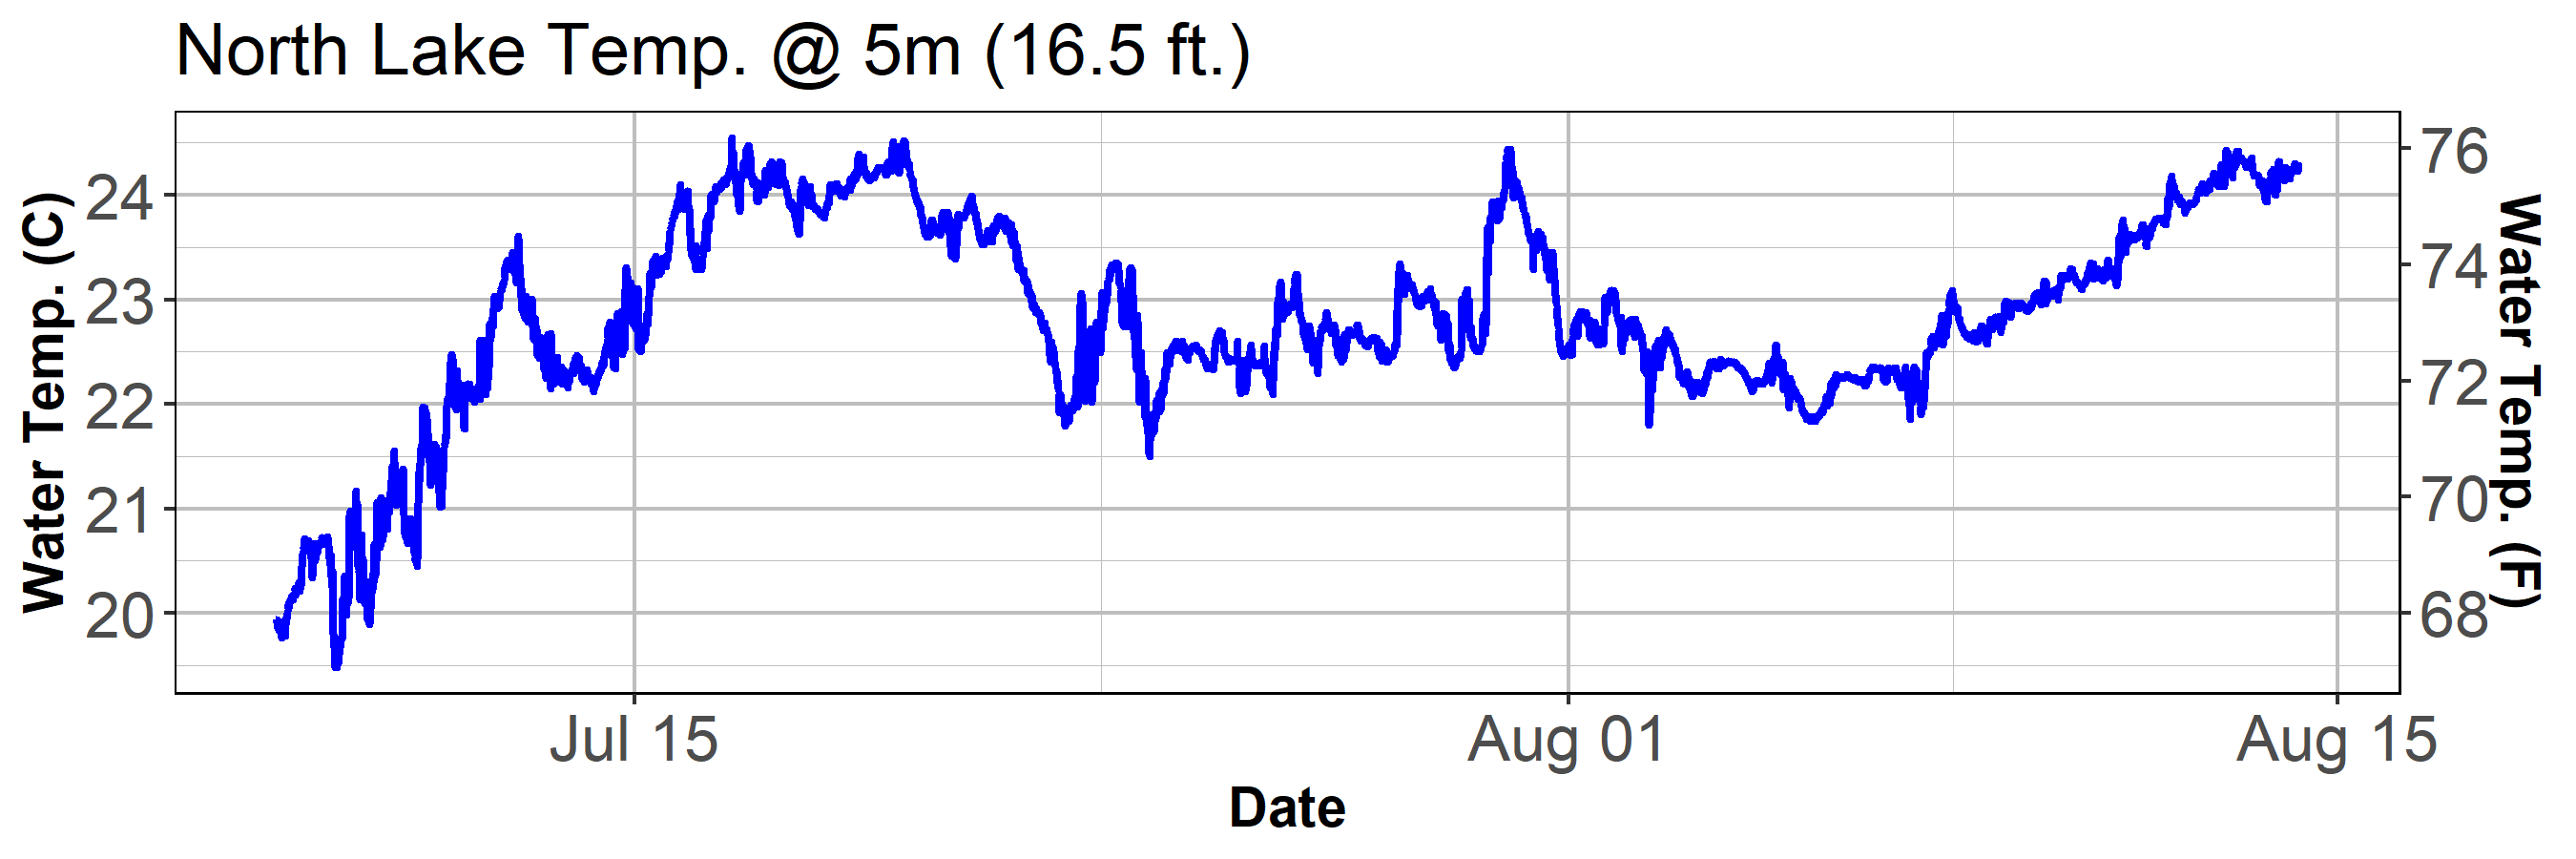 North Lake Temp. @ 5m (16.5 ft.)
Water Temp. (C)
24
23
22
21
20
76
74
72
70
68
Water Temp. (F)
Jul 15
Aug 01
Aug 15
Date